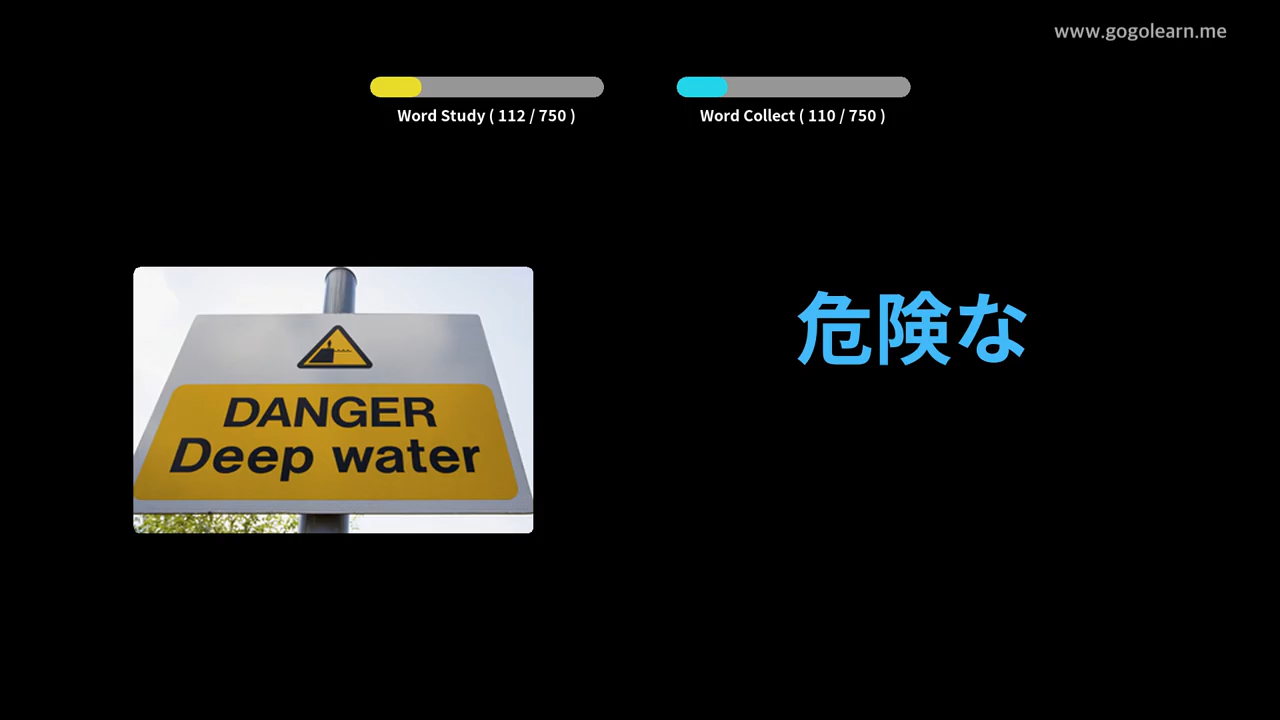 www.gogolearn.me
Word Study ( 112 / 750 )
Word Collect ( 110 / 750 )
DANGER
Deep water
危険な